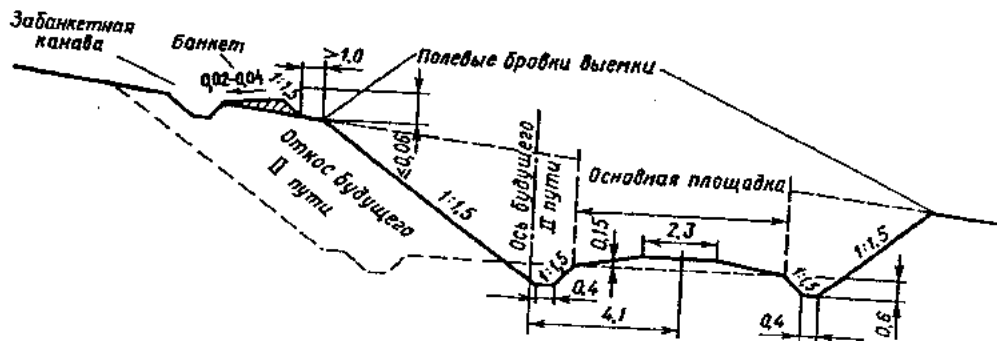 Забанкетная
канава
Банкет
>1,0
Полевые бровки выемки
0,02-0,04
1:1,5
≤0,06
Откос будущего
II пути
1:1,5
Ось будущего
II пути
Основная площадка
0,15
2,3
1:1,5
1:1,5
1:1,5
0,4
4,1
0,4
0,6